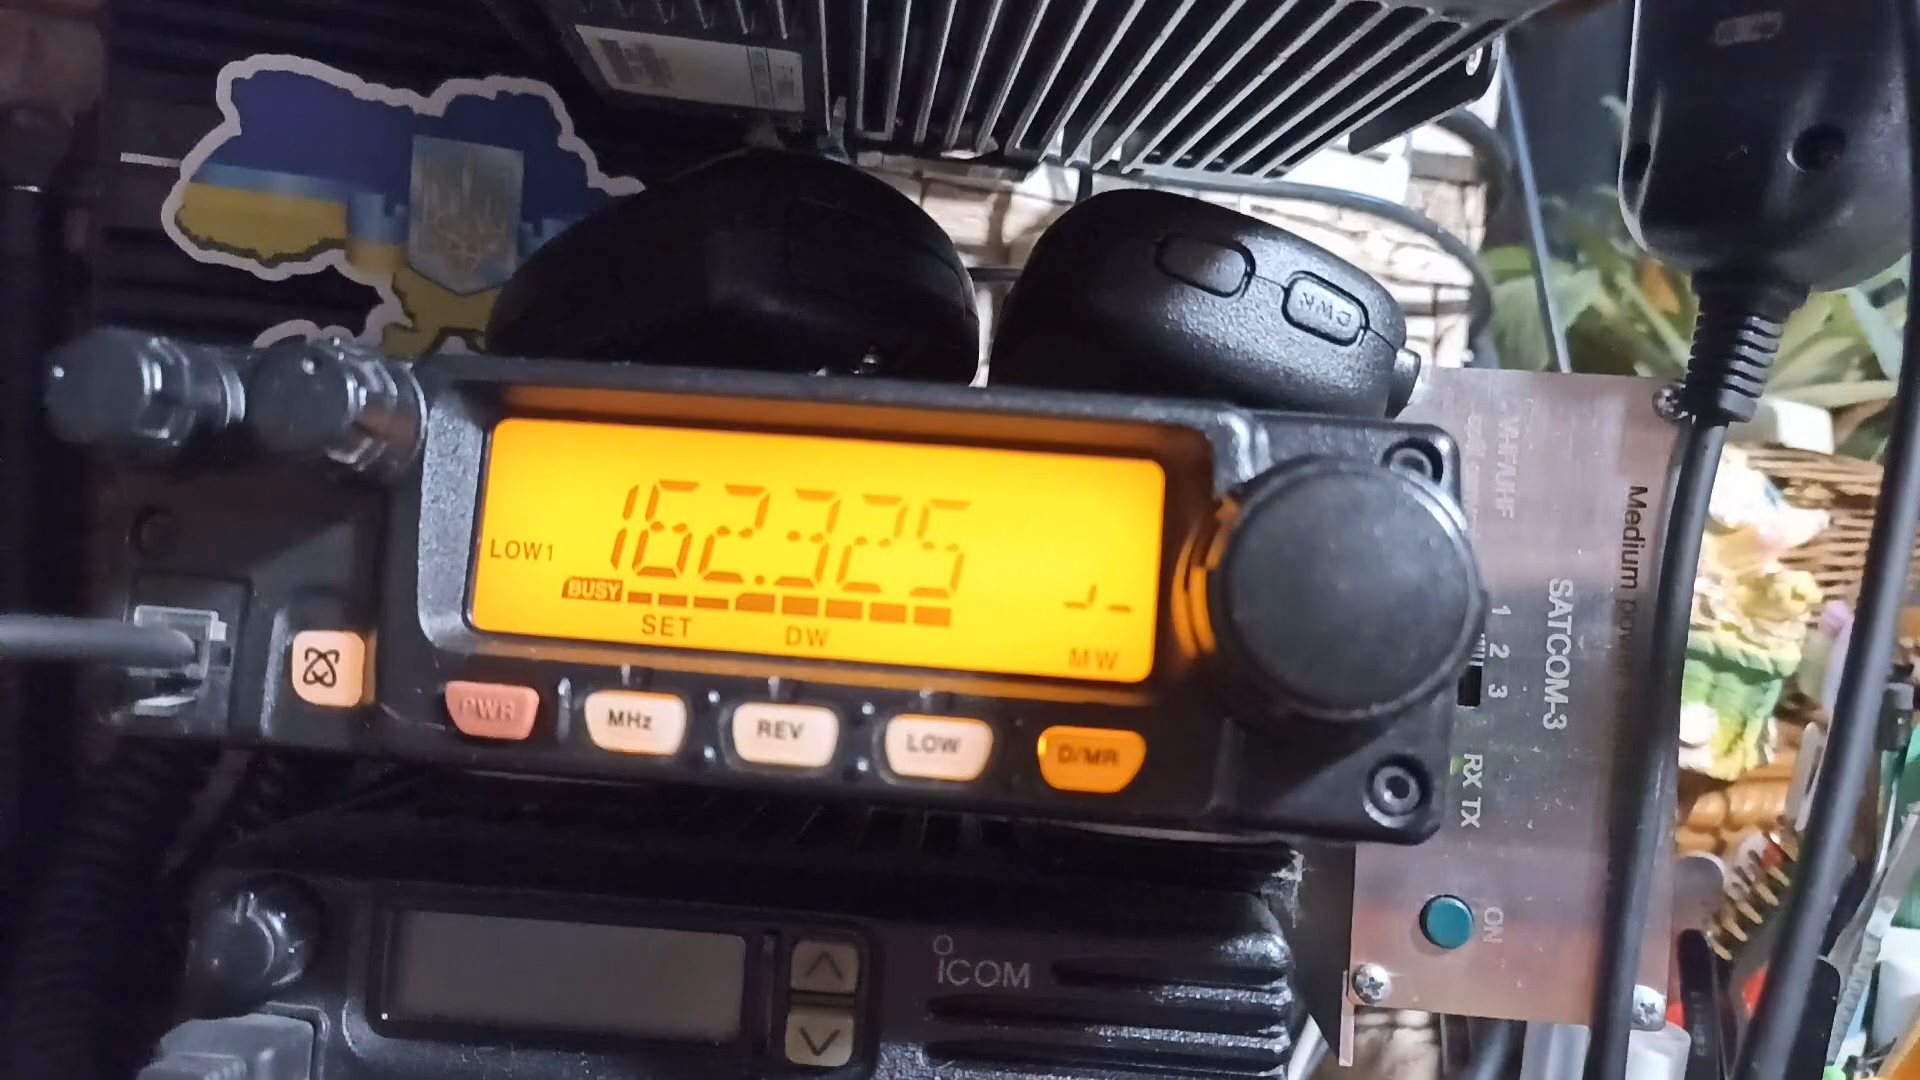 DWN
162.325
LOW1
BUSY
SET DW
MW
PWR MHz REV LOW D/MR
ICOM
VHF/UHF
Medium
SATCOM-3
1 2 3
RX TX
ON